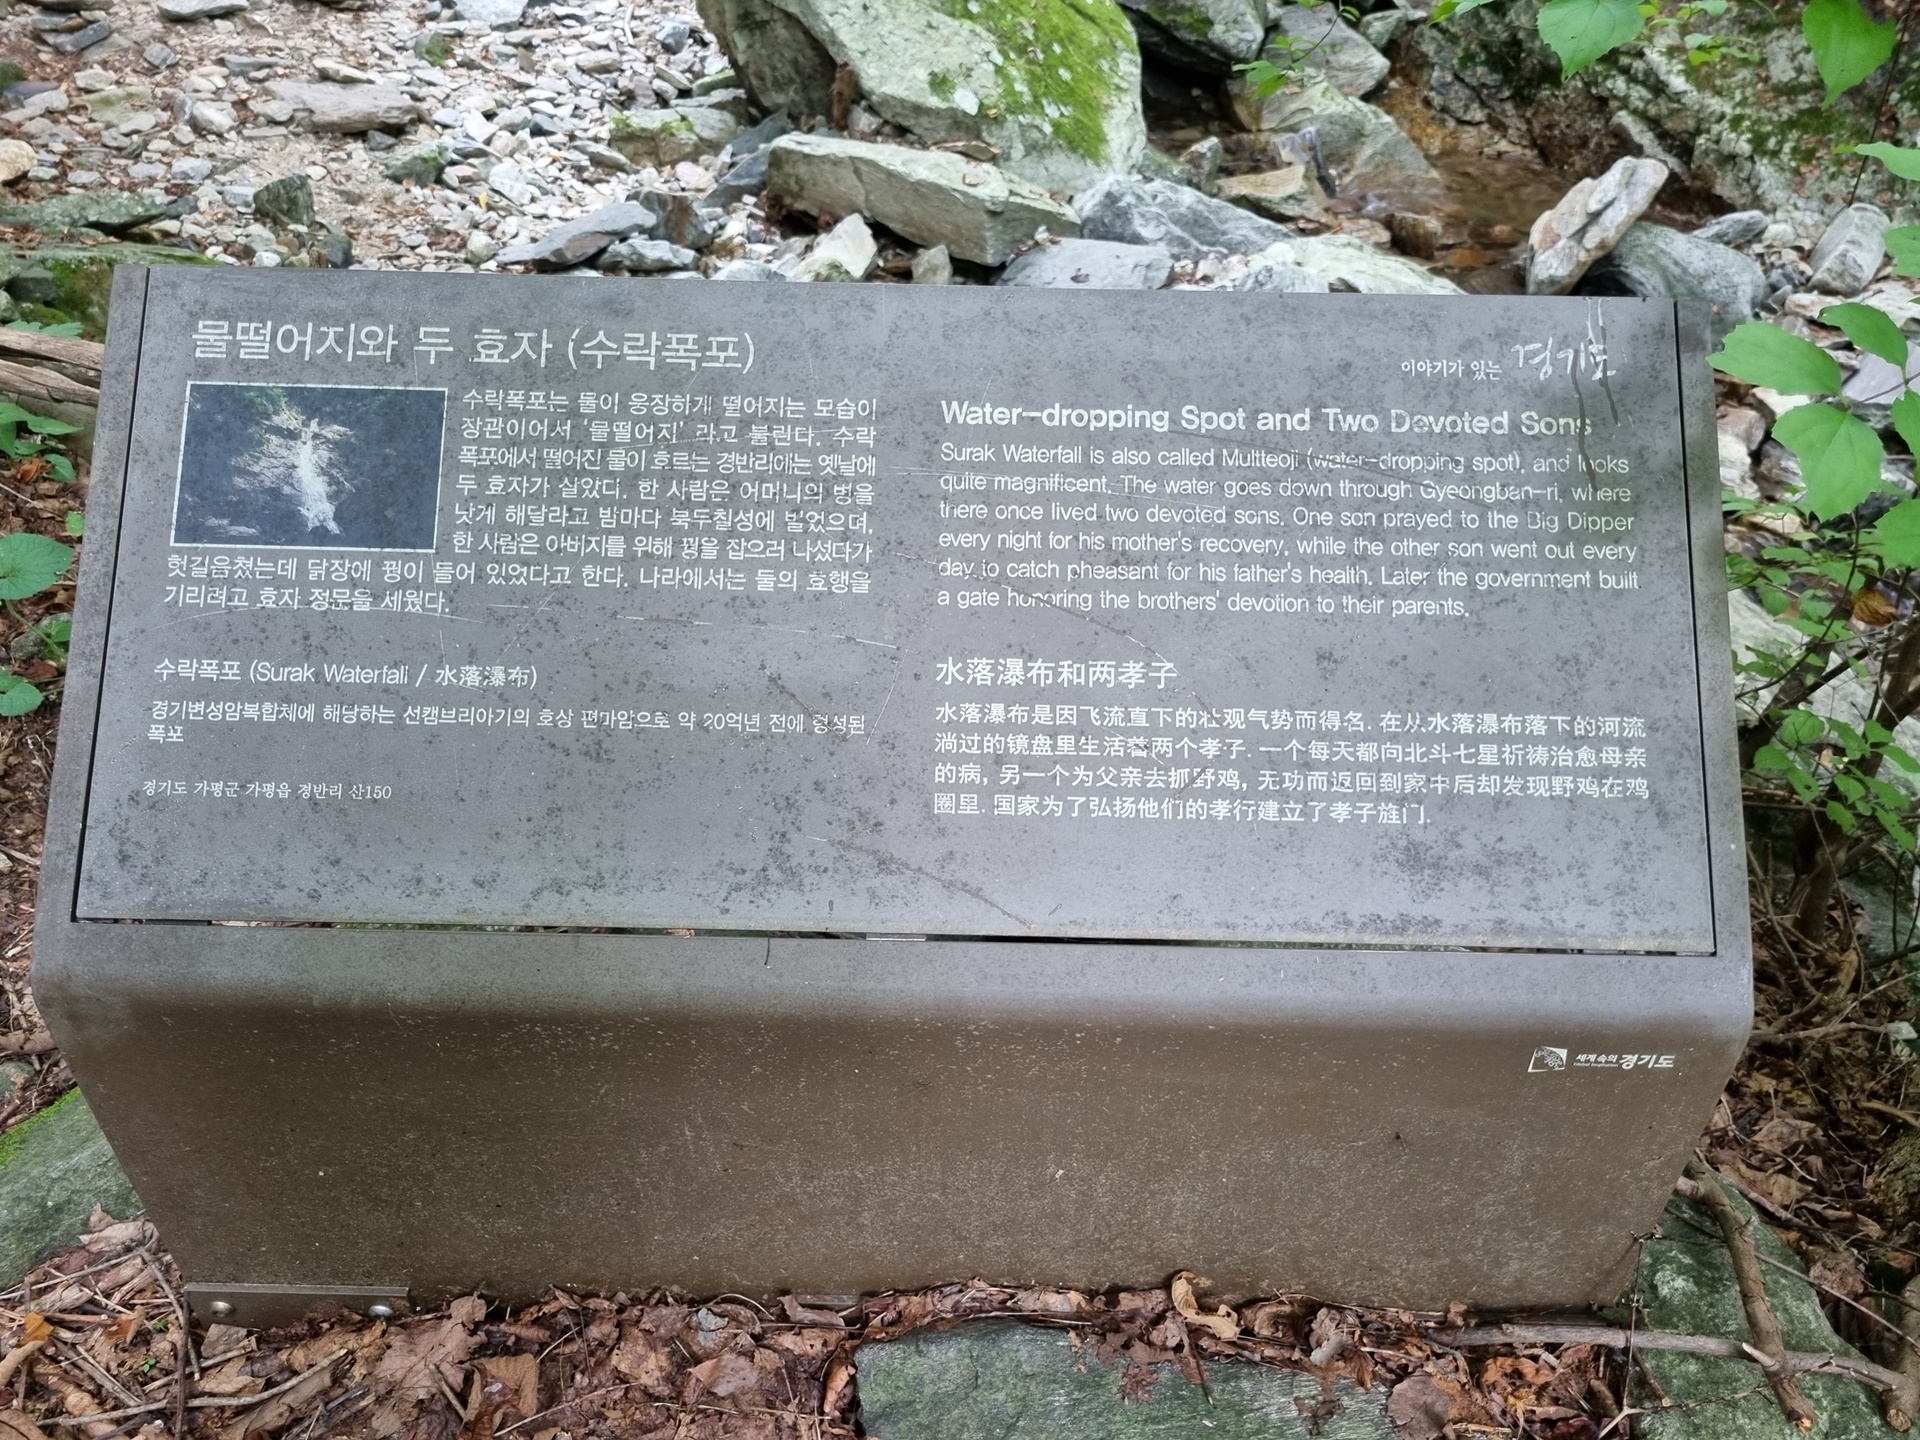 물떨어지와 두 효자 (수락폭포)
이야기가 있는 경기도
수락폭포는 물이 웅장하게 떨어지는 모습이
장관이어서 '물떨어지' 라고 불린다. 수락
폭포에서 떨어진 물이 흐르는 경반리에는 옛날에
두 효자가 살았다. 한 사람은 어머니의 병을
낫게 해달라고 밤마다 북두칠성에 빌었으며,
한 사람은 아버지를 위해 꿩을 잡으러 나섰다가
헛걸음쳤는데 닭장에 꿩이 들어 있었다고 한다. 나라에서는 둘의 효행을
기리려고 효자 정문을 세웠다.
수락폭포 (Surak Waterfall / 水落瀑布)
경기변성암복합체에 해당하는 선캠브리아기의 호상 편마암으로 약 20억년 전에 형성된
폭포
경기도 가평군 가평읍 경반리 산150
Water-dropping Spot and Two Devoted Sons
Surak Waterfall is also called Multteoji (water-dropping spot), and looks
quite magnificent. The water goes down through Gyeongban-ri, where
there once lived two devoted sons. One son prayed to the Big Dipper
every night for his mother's recovery, while the other son went out every
day to catch pheasant for his father's health. Later the government built
a gate honoring the brothers' devotion to their parents.
水落瀑布和两孝子
水落瀑布是因飞流直下的壮观气势而得名. 在从水落瀑布落下的河流
淌过的镜盘里生活着两个孝子. 一个每天都向北斗七星祈祷治愈母亲
的病, 另一个为父亲去抓野鸡, 无功而返回到家中后却发现野鸡在鸡
圈里. 国家为了弘扬他们的孝行建立了孝子旌门.
세계 속의 경기도
Global Inspiration